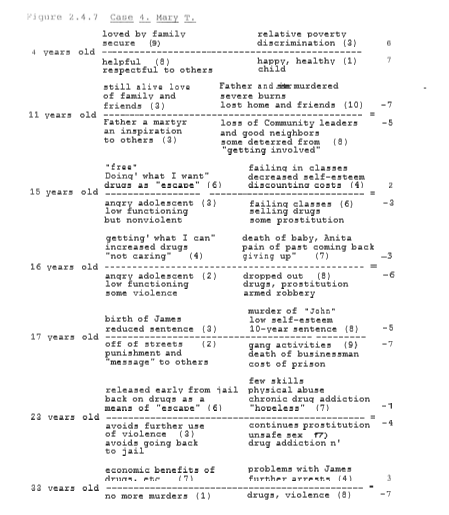 Figure 2.4.7 Case 4. Mary T.
loved by family relative poverty
secure (9) discrimination (3) 6
4 years old
helpful (8) happy, healthy (1) 7
respectful to others child
still alive love Father and murdered
of family and severe burns
friends (3) lost home and friends (10) -7
11 years old =
Father a martyr loss of Community leaders -5
an inspiration and good neighbors
to others (3) some deterred from (8)
"getting involved"
"free" failing in classes
Doing' what I want" decreased self-esteem
drugs as "escape" (6) discounting costs (4) 2
15 years old =
angry adolescent (3) failing classes (6) -3
low functioning selling drugs
but nonviolent some prostitution
getting' what I can" death of baby, Anita
increased drugs pain of past coming back
"not caring" (4) giving up" (7) -3
16 years old =
angry adolescent (2) dropped out (8) -6
low functioning drugs, prostitution
some violence armed robbery
murder of "John"
birth of James low self-esteem
reduced sentence (3) 10-year sentence (8) -5
17 years old
off of streets (2) gang activities (9) -7
punishment and death of businessman
"message" to others cost of prison
few skills
released early from jail physical abuse
back on drugs as a chronic drug addiction
means of "escape" (6) "hopeless" (7) -1
23 years old =
avoids further use continues prostitution -4
of violence (3) unsafe sex
avoids going back drug addiction n'
to jail
economic benefits of problems with James
drugs, etc (7) further arrests (4) 3
33 years old =
no more murders (1) drugs, violence (8) -7